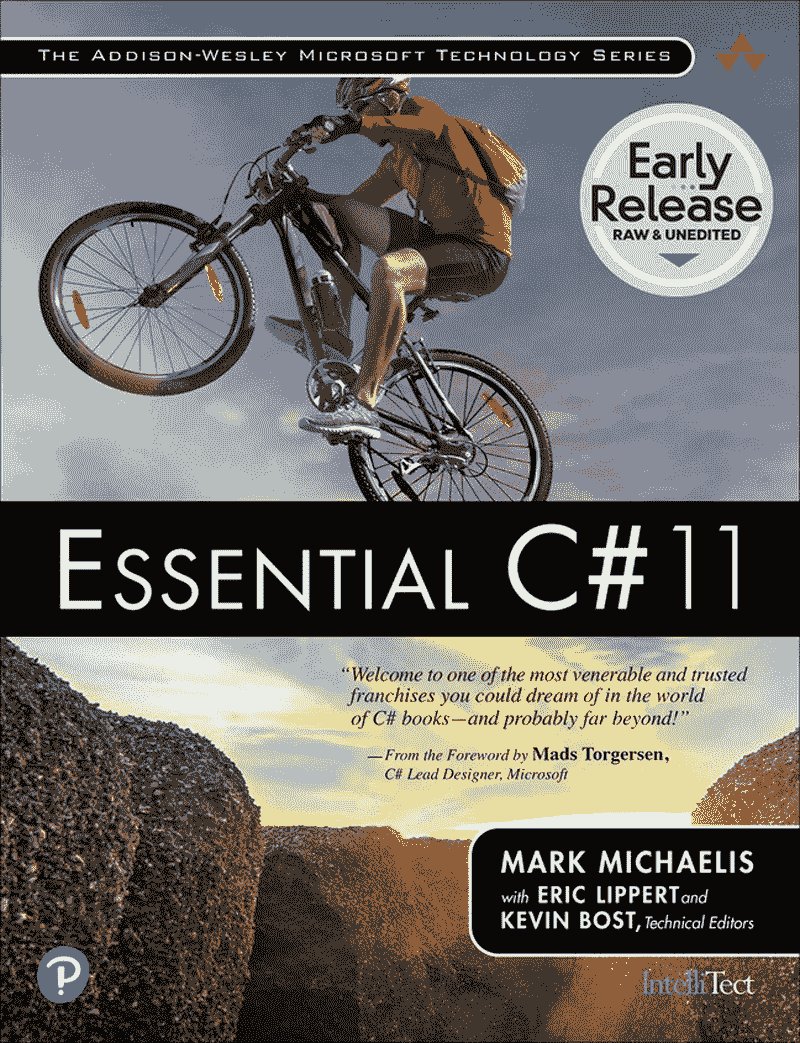 THE ADDISON-WESLEY MICROSOFT TECHNOLOGY SERIES
Early
Release
RAW & UNEDITED
ESSENTIAL C# 11
“Welcome to one of the most venerable and trusted
franchises you could dream of in the world
of C# books—and probably far beyond!”
—From the Foreword by Mads Torgersen,
C# Lead Designer, Microsoft
MARK MICHAELIS
with ERIC LIPPERT and
KEVIN BOST, Technical Editors
P
IntelliTect